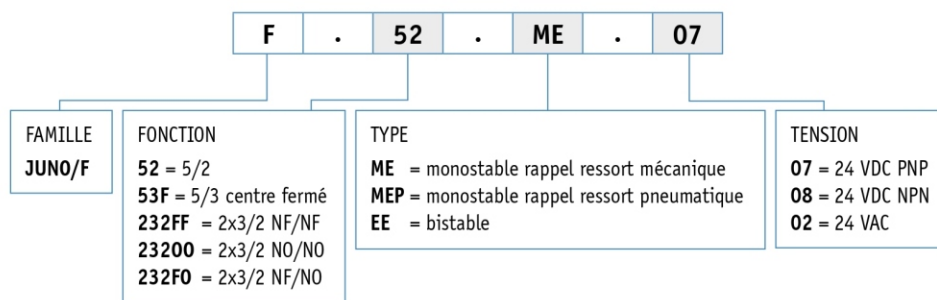 F . 52 . ME . 07
FAMILLE
JUNO/F
FONCTION
52 = 5/2
53F = 5/3 centre fermé
232FF = 2x3/2 NF/NF
232OO = 2x3/2 NO/NO
232FO = 2x3/2 NF/NO
TYPE
ME = monostable rappel ressort mécanique
MEP = monostable rappel ressort pneumatique
EE = bistable
TENSION
07 = 24 VDC PNP
08 = 24 VDC NPN
02 = 24 VAC